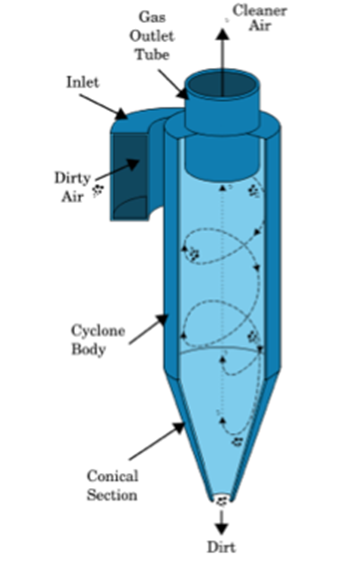 Gas
Outlet
Tube
Cleaner
Air
Inlet
Dirty
Air
Cyclone
Body
Conical
Section
Dirt